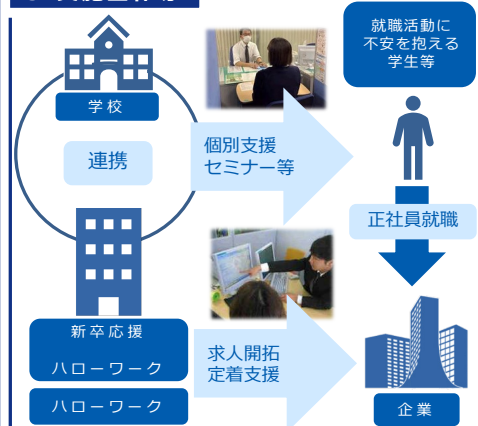 学校
連携
新卒応援
ハローワーク
ハローワーク
個別支援
セミナー等
求人開拓
定着支援
就職活動に
不安を抱える
学生等
正社員就職
企業